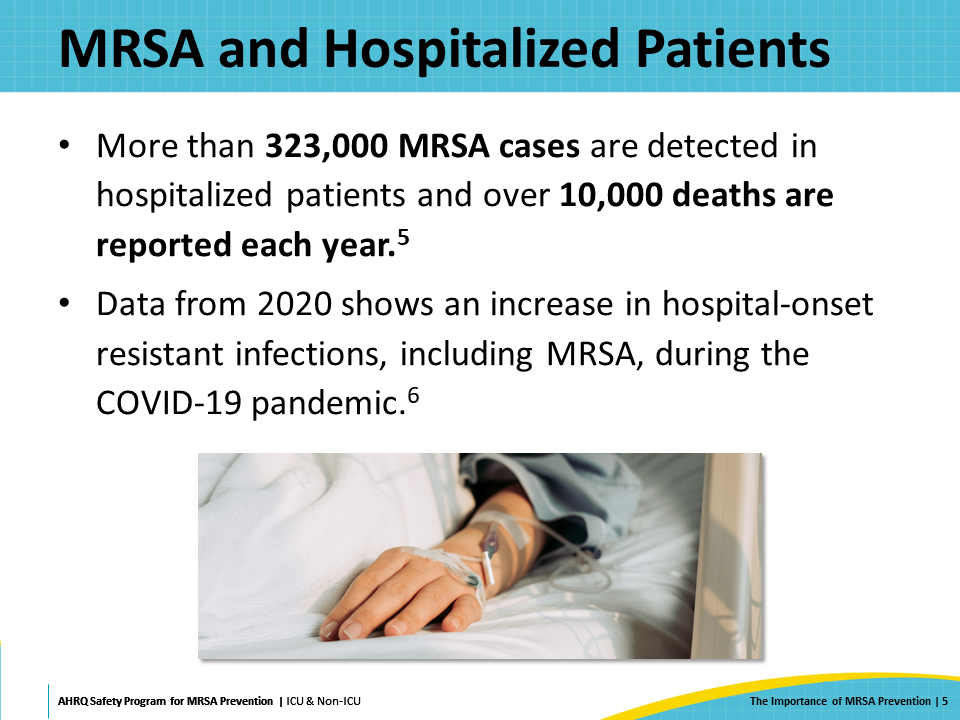 MRSA and Hospitalized Patients
• More than 323,000 MRSA cases are detected in
hospitalized patients and over 10,000 deaths are
reported each year.5
• Data from 2020 shows an increase in hospital-onset
resistant infections, including MRSA, during the
COVID-19 pandemic.6
AHRQ Safety Program for MRSA Prevention | ICU & Non-ICU
The Importance of MRSA Prevention | 5